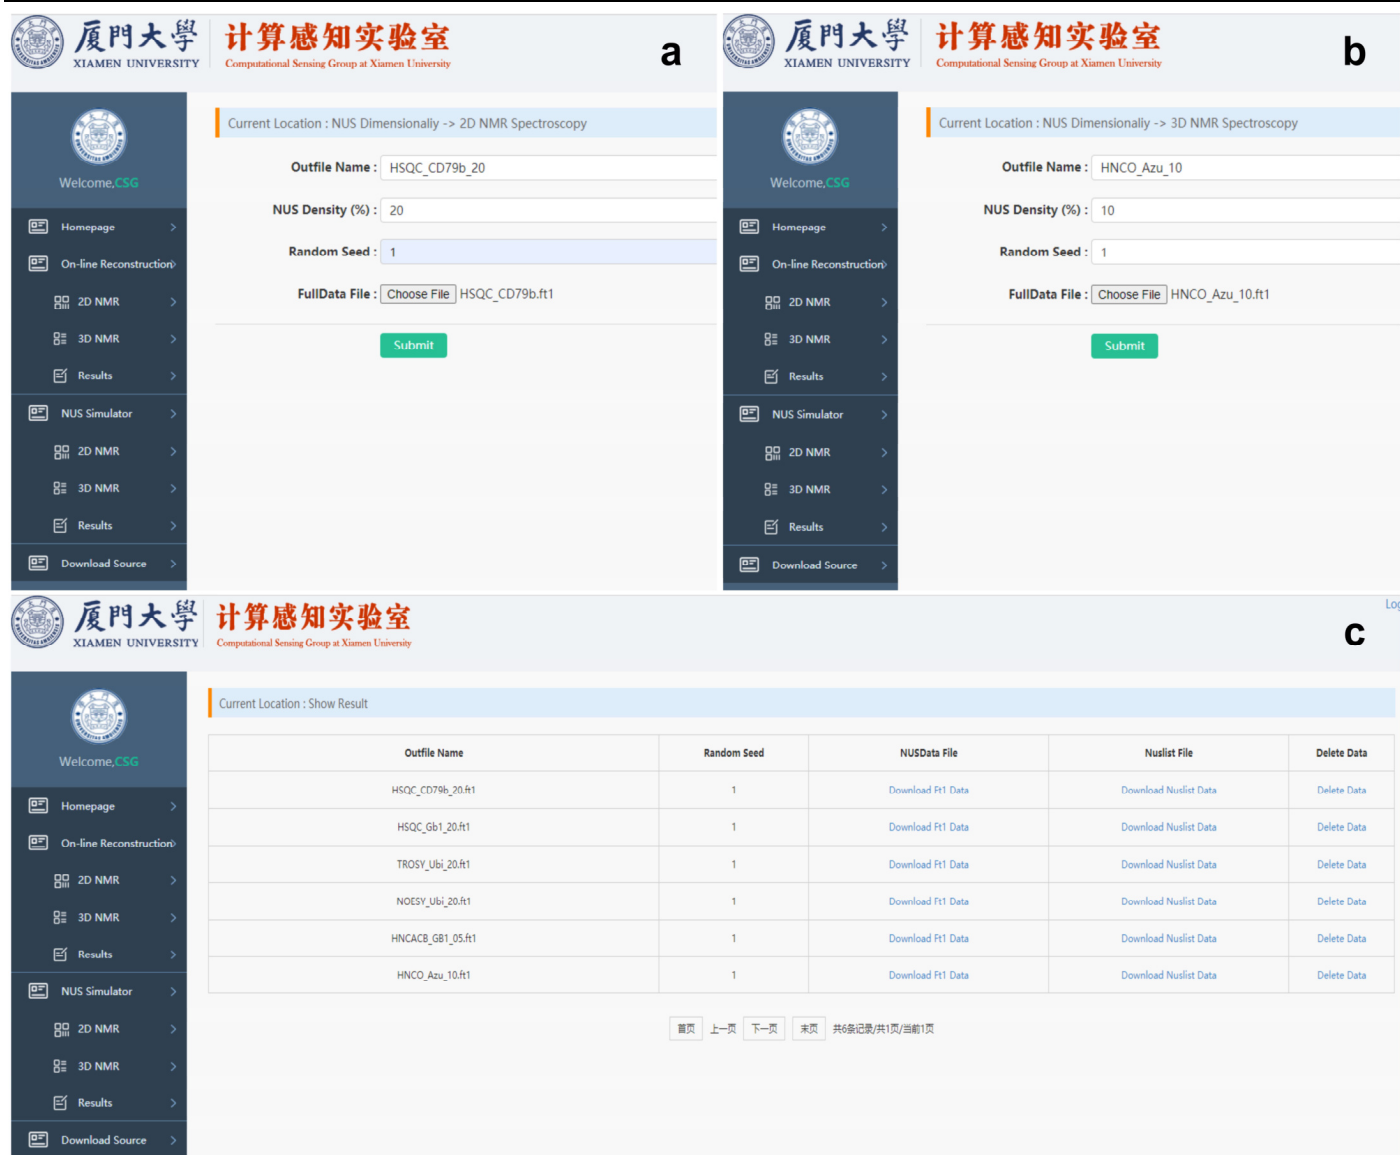 厦門大學
XIAMEN UNIVERSITY
计算感知实验室
Computational Sensing Group at Xiamen University
a
Welcome,CSG
Homepage
On-line Reconstruction
2D NMR
3D NMR
Results
NUS Simulator
2D NMR
3D NMR
Results
Download Source
Current Location : NUS Dimensionaliy -> 2D NMR Spectroscopy
Outfile Name : HSQC_CD79b_20
NUS Density (%) : 20
Random Seed : 1
FullData File : Choose File HSQC_CD79b.ft1
Submit
厦門大學
XIAMEN UNIVERSITY
计算感知实验室
Computational Sensing Group at Xiamen University
b
Welcome,CSG
Homepage
On-line Reconstruction
2D NMR
3D NMR
Results
NUS Simulator
2D NMR
3D NMR
Results
Download Source
Current Location : NUS Dimensionaliy -> 3D NMR Spectroscopy
Outfile Name : HNCO_Azu_10
NUS Density (%) : 10
Random Seed : 1
FullData File : Choose File HNCO_Azu_10.ft1
Submit
厦門大學
XIAMEN UNIVERSITY
计算感知实验室
Computational Sensing Group at Xiamen University
Log
c
Welcome,CSG
Homepage
On-line Reconstruction
2D NMR
3D NMR
Results
NUS Simulator
2D NMR
3D NMR
Results
Download Source
Current Location : Show Result
Outfile Name Random Seed NUSData File Nuslist File Delete Data
HSQC_CD79b_20.ft1 1 Download Ft1 Data Download Nuslist Data Delete Data
HSQC_Gb1_20.ft1 1 Download Ft1 Data Download Nuslist Data Delete Data
TROSY_Ubi_20.ft1 1 Download Ft1 Data Download Nuslist Data Delete Data
NOESY_Ubi_20.ft1 1 Download Ft1 Data Download Nuslist Data Delete Data
HNCACB_GB1_05.ft1 1 Download Ft1 Data Download Nuslist Data Delete Data
HNCO_Azu_10.ft1 1 Download Ft1 Data Download Nuslist Data Delete Data
首页 上一页 下一页 末页 共6条记录/共1页/当前1页